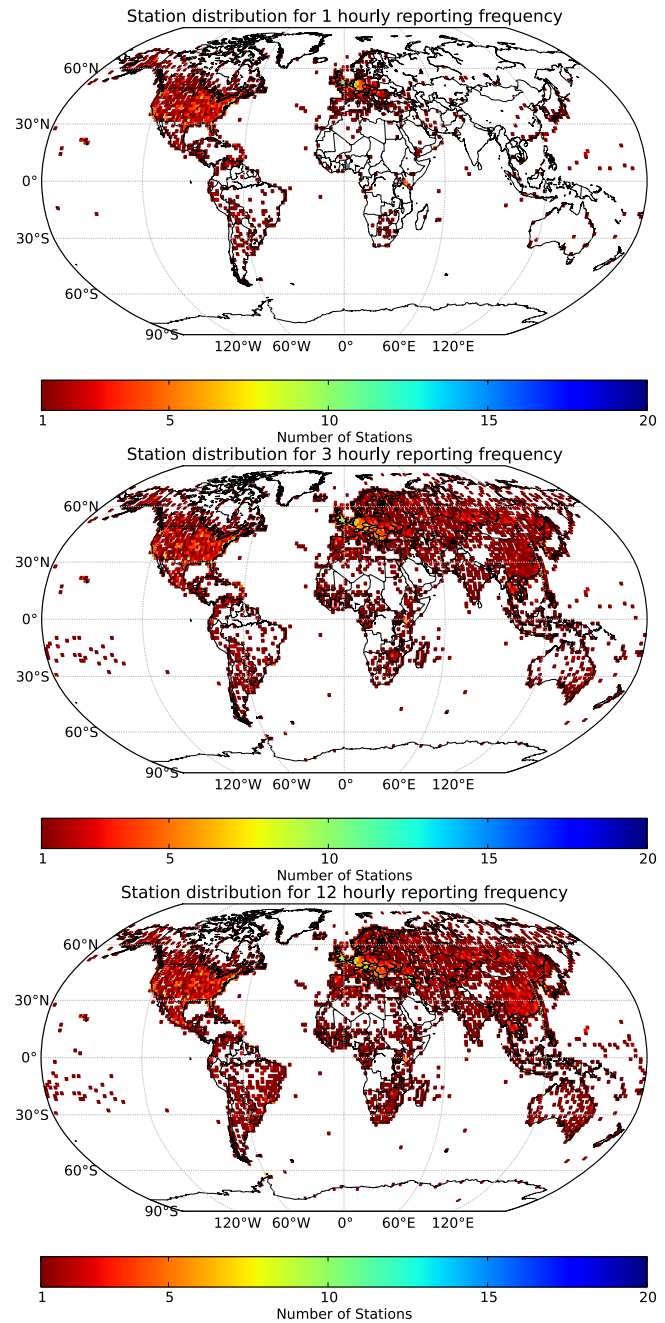 Station distribution for 1 hourly reporting frequency
60°N
30°N
0°
30°S
60°S
90°S
120°W 60°W 0° 60°E 120°E
1 5 10 15 20
Number of Stations
Station distribution for 3 hourly reporting frequency
60°N
30°N
0°
30°S
60°S
90°S
120°W 60°W 0° 60°E 120°E
1 5 10 15 20
Number of Stations
Station distribution for 12 hourly reporting frequency
60°N
30°N
0°
30°S
60°S
90°S
120°W 60°W 0° 60°E 120°E
1 5 10 15 20
Number of Stations